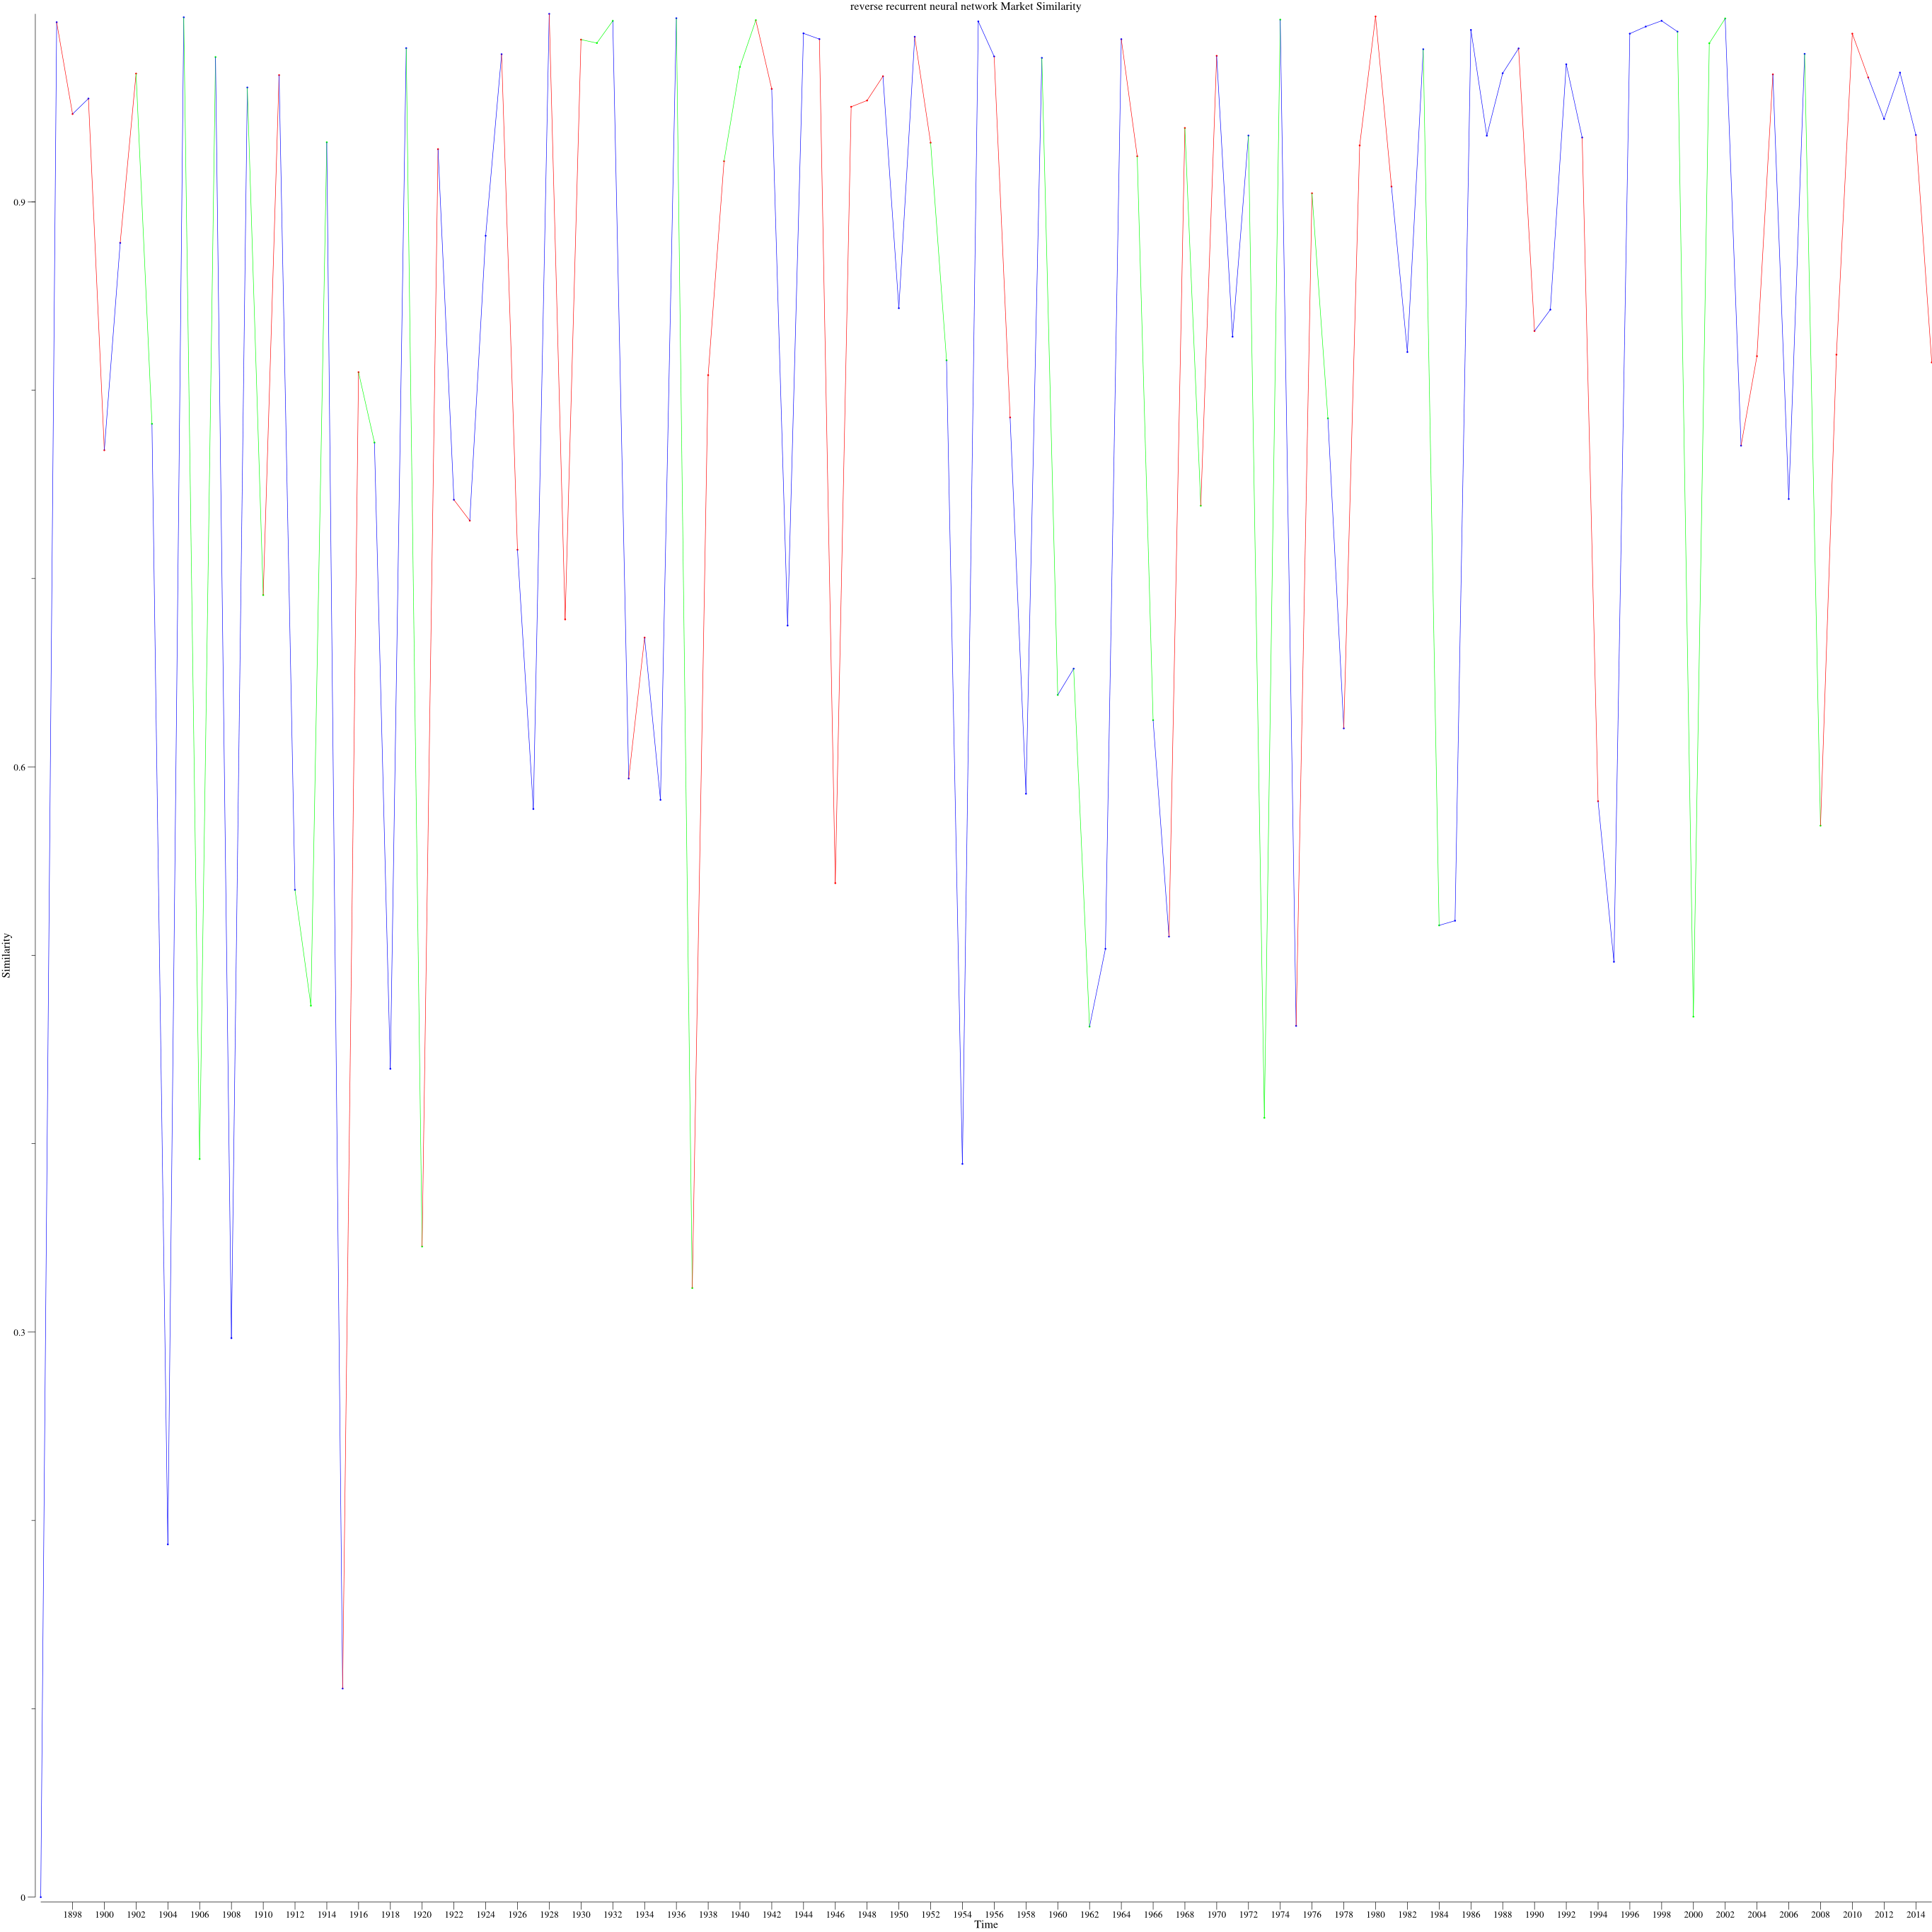 reverse recurrent neural network Market Similarity
0.9
0.6
Similarity
0.3
0
1898 1900 1902 1904 1906 1908 1910 1912 1914 1916 1918 1920 1922 1924 1926 1928 1930 1932 1934 1936 1938 1940 1942 1944 1946 1948 1950 1952 1954 1956 1958 1960 1962 1964 1966 1968 1970 1972 1974 1976 1978 1980 1982 1984 1986 1988 1990 1992 1994 1996 1998 2000 2002 2004 2006 2008 2010 2012 2014
Time